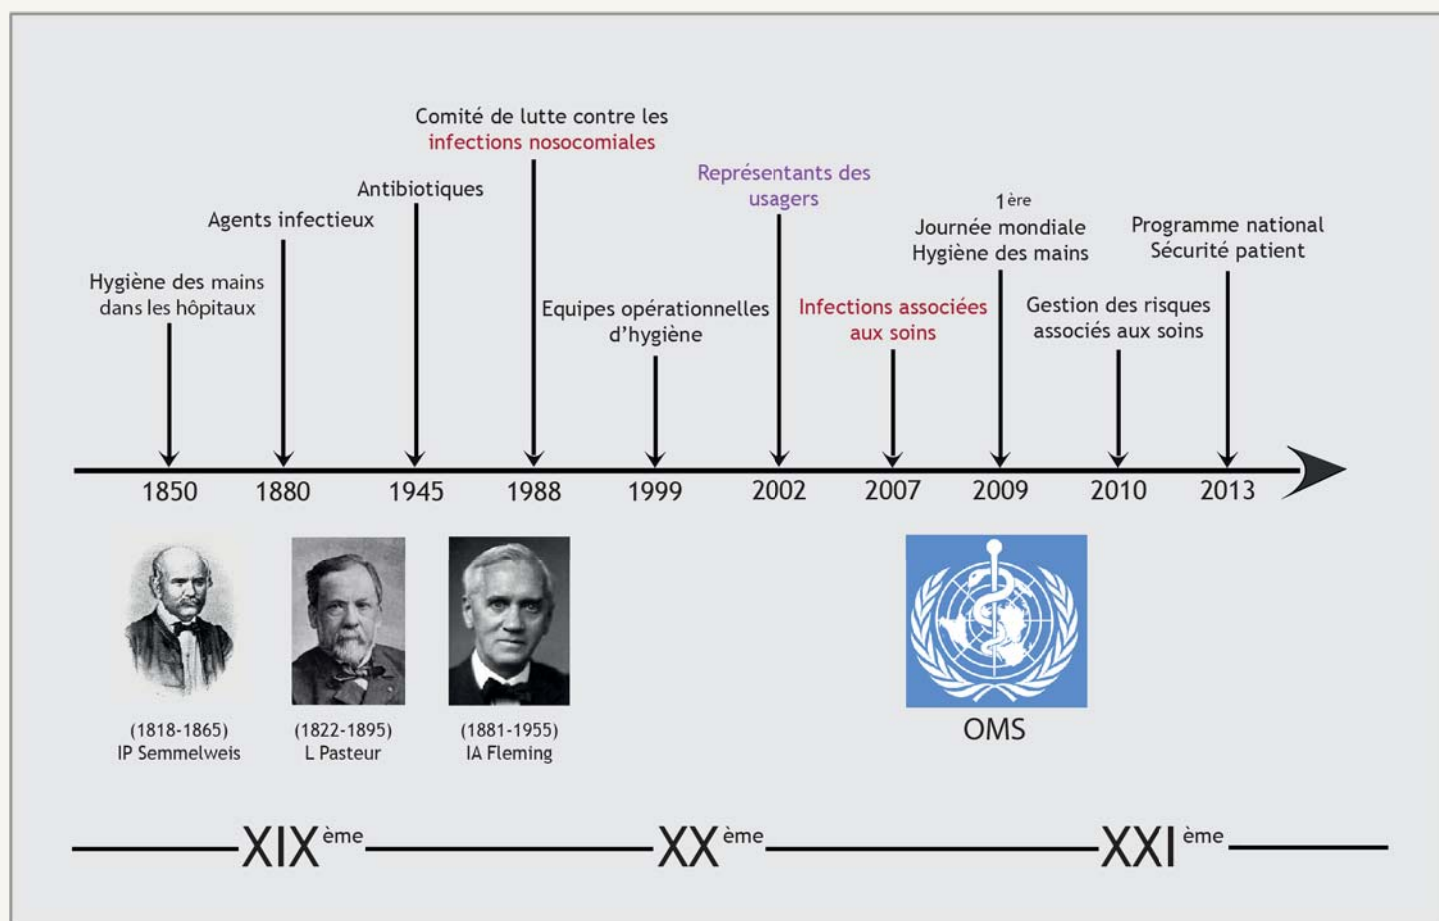 Comité de lutte contre les
infections nosocomiales
Antibiotiques
Agents infectieux
Hygiène des mains
dans les hôpitaux
Représentants des
usagers
1ère
Journée mondiale
Hygiène des mains
Programme national
Sécurité patient
Equipes opérationnelles
d'hygiène
Infections associées
aux soins
Gestion des risques
associés aux soins
1850
1880
1945
1988
1999
2002
2007
2009
2010
2013
(1818-1865)
IP Semmelweis
(1822-1895)
L Pasteur
(1881-1955)
IA Fleming
OMS
XIXème
XXème
XXIème